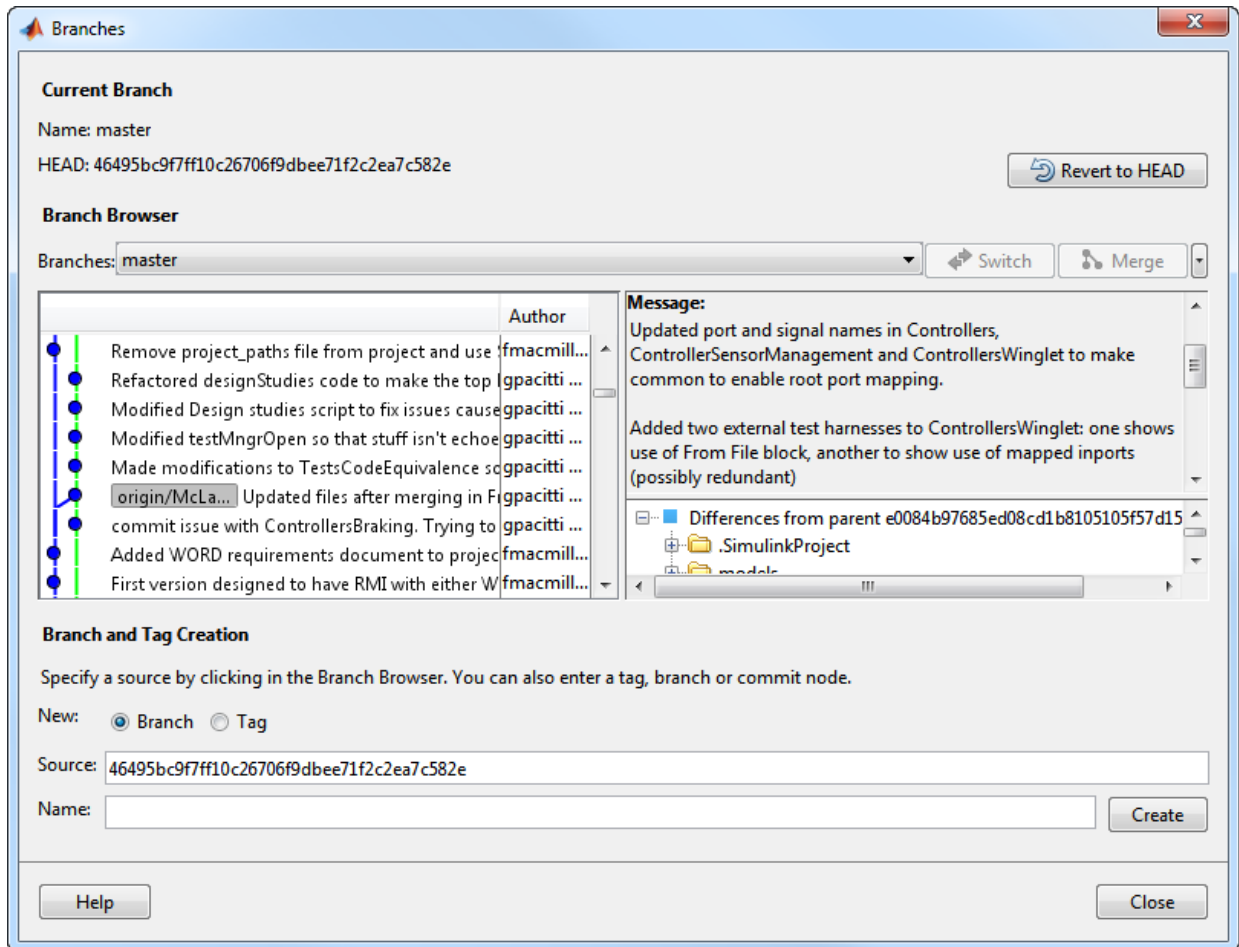 Branches
Current Branch
Name: master
HEAD: 46495bc9f7ff10c26706f9dbee71f2c2ea7c582e
Revert to HEAD
Branch Browser
Branches: master
Switch
Merge
Author
Remove project_paths file from project and use fmacmill...
Refactored designStudies code to make the top gpacitti ...
Modified Design studies script to fix issues cause gpacitti ...
Modified testMngrOpen so that stuff isn't echoe gpacitti ...
Made modifications to TestsCodeEquivalence so gpacitti ...
origin/McLa... Updated files after merging in Fr gpacitti ...
commit issue with ControllersBraking. Trying to gpacitti ...
Added WORD requirements document to projec fmacmill...
First version designed to have RMI with either W fmacmill...
Message:
Updated port and signal names in Controllers,
ControllerSensorManagement and ControllersWinglet to make
common to enable root port mapping.
Added two external test harnesses to ControllersWinglet: one shows
use of From File block, another to show use of mapped inports
(possibly redundant)
Differences from parent e0084b97685ed08cd1b8105105f57d15
.SimulinkProject
models
Branch and Tag Creation
Specify a source by clicking in the Branch Browser. You can also enter a tag, branch or commit node.
New: Branch Tag
Source: 46495bc9f7ff10c26706f9dbee71f2c2ea7c582e
Name:
Create
Help
Close